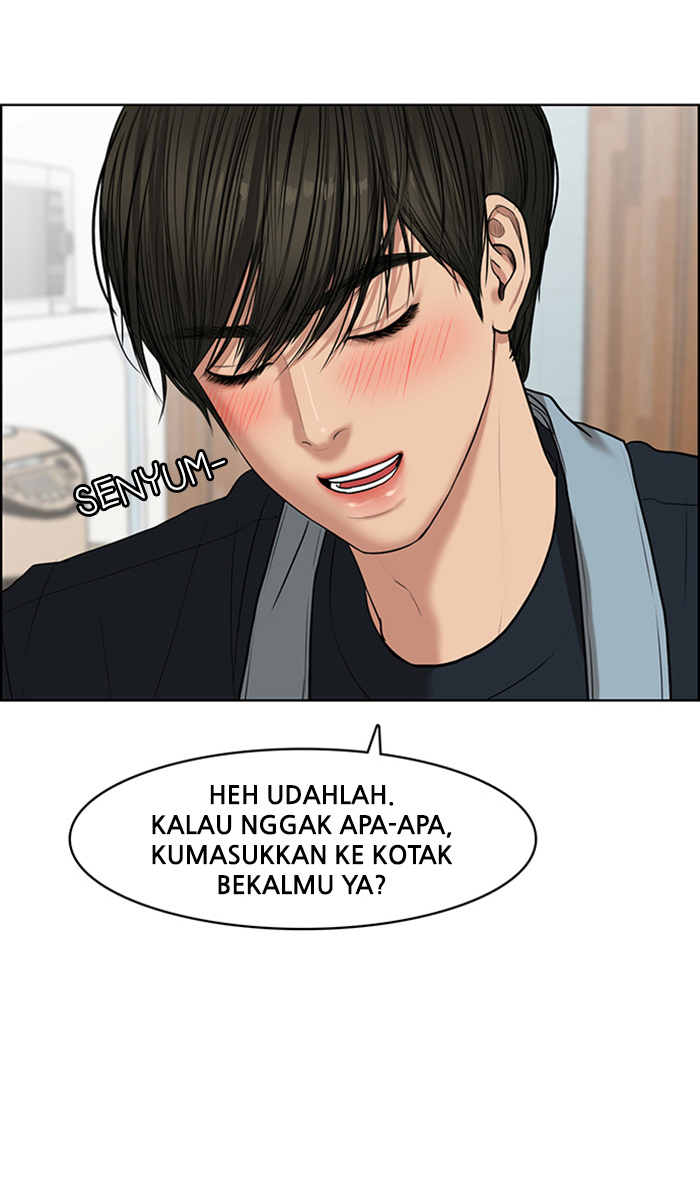 SENYUM~
HEH UDAHLAH.
KALAU NGGAK APA-APA,
KUMASUKKAN KE KOTAK
BEKALMU YA?